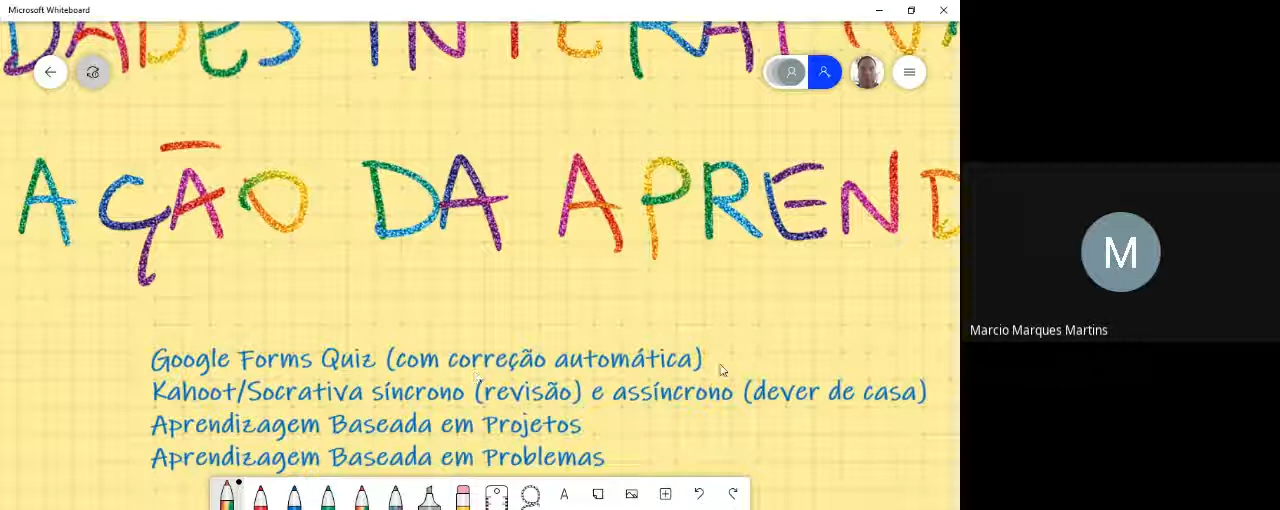 Microsoft Whiteboard
DADES INTERATIV
AÇÃO DA APREND
M
Marcio Marques Martins
Google Forms Quiz (com correção automática)
Kahoot/Socrativa síncrono (revisão) e assíncrono (dever de casa)
Aprendizagem Baseada em Projetos
Aprendizagem Baseada em Problemas
A